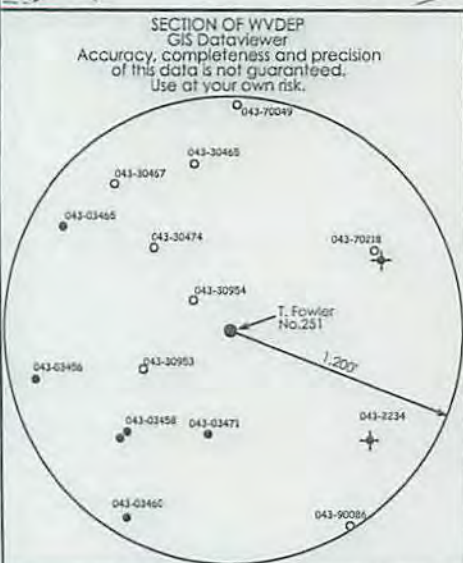 SECTION OF WVDEP
GIS Dataviewer
Accuracy, completeness and precision
of this data is not guaranteed.
Use at your own risk.
043-70049
043-30465
043-30467
043-03465
043-30474
043-70218
043-30954
T. Fowler
No.251
1,200'
043-03456
043-30953
043-2234
043-03458
043-03471
043-03460
043-90086